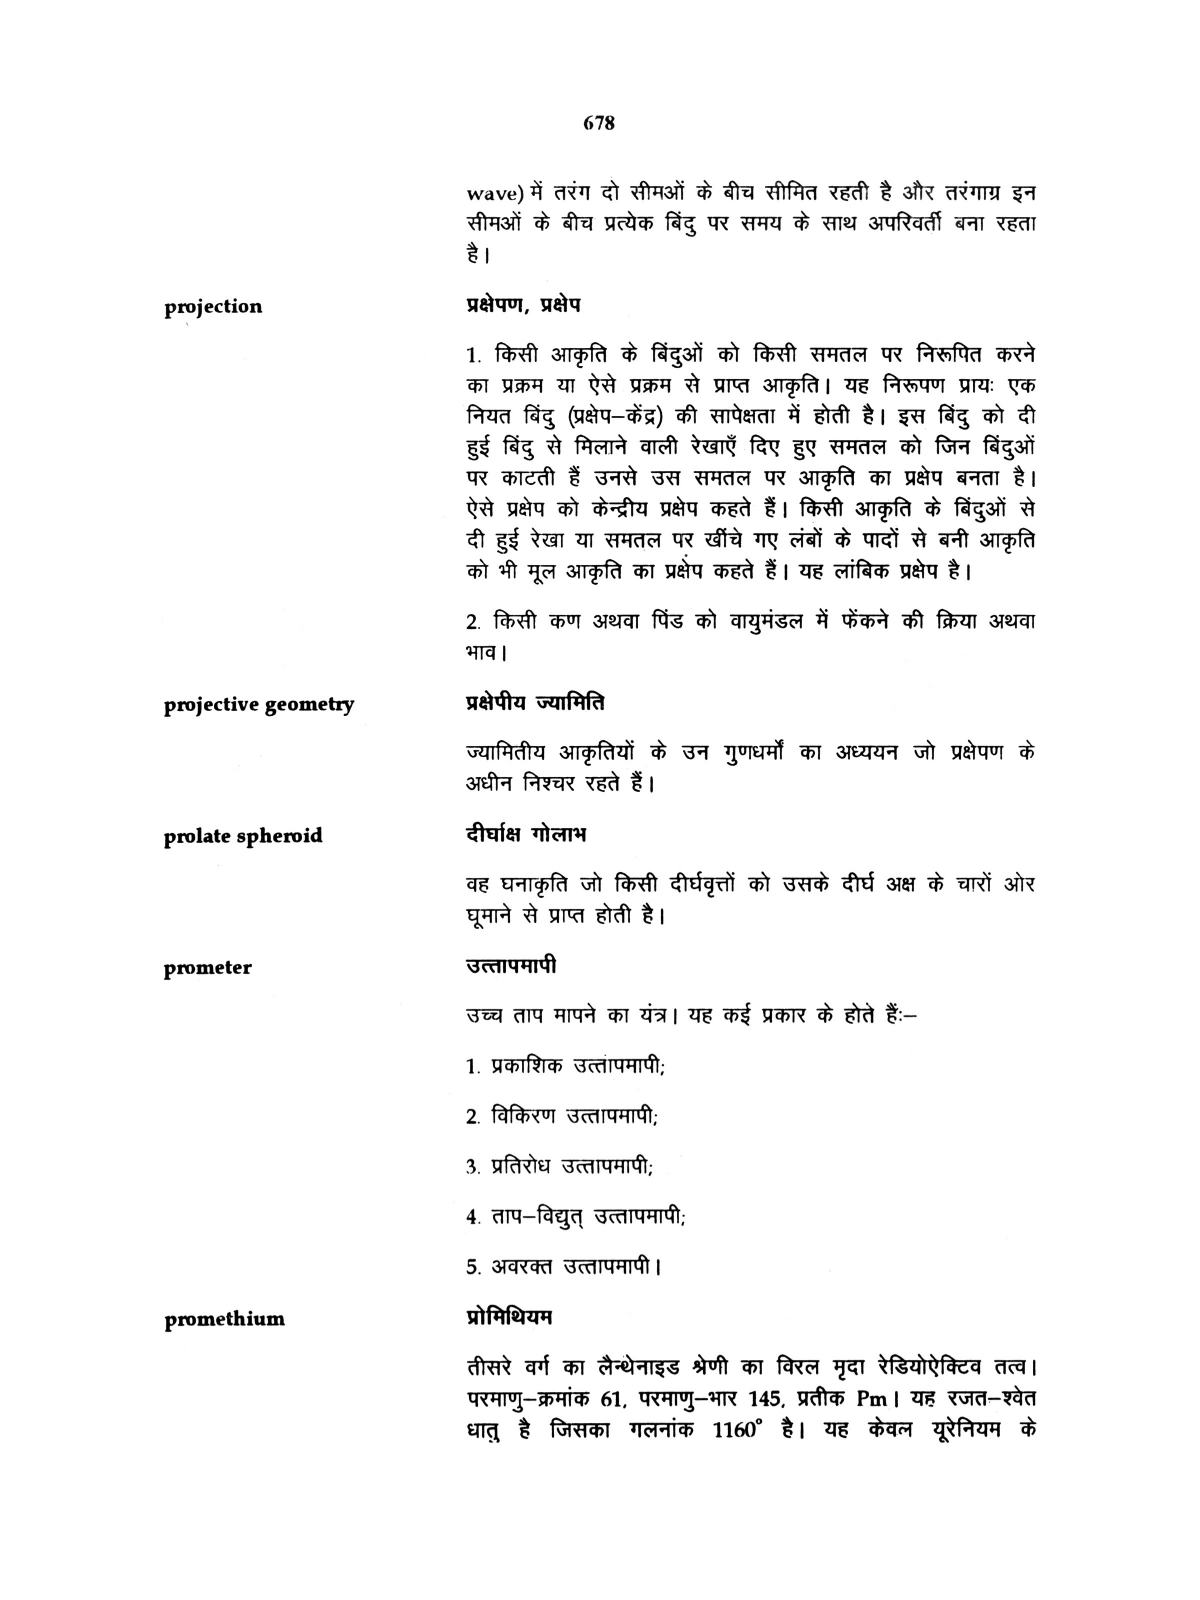 678
wave) में तरंग दो सीमओं के बीच सीमित रहती है और तरंगाग्र इन
सीमओं के बीच प्रत्येक बिंदु पर समय के साथ अपरिवर्ती बना रहता
है।
projection प्रक्षेपण, प्रक्षेप
1. किसी आकृति के बिंदुओं को किसी समतल पर निरूपित करने
का प्रक्रम या ऐसे प्रक्रम से प्राप्त आकृति। यह निरूपण प्रायः एक
नियत बिंदु (प्रक्षेप–केंद्र) की सापेक्षता में होती है। इस बिंदु को दी
हुई बिंदु से मिलाने वाली रेखाएँ दिए हुए समतल को जिन बिंदुओं
पर काटती हैं उनसे उस समतल पर आकृति का प्रक्षेप बनता है।
ऐसे प्रक्षेप को केन्द्रीय प्रक्षेप कहते हैं। किसी आकृति के बिंदुओं से
दी हुई रेखा या समतल पर खींचे गए लंबों के पादों से बनी आकृति
को भी मूल आकृति का प्रक्षेप कहते हैं। यह लांबिक प्रक्षेप है।
2. किसी कण अथवा पिंड को वायुमंडल में फेंकने की क्रिया अथवा
भाव।
projective geometry प्रक्षेपीय ज्यामिति
ज्यामितीय आकृतियों के उन गुणधर्मों का अध्ययन जो प्रक्षेपण के
अधीन निश्चर रहते हैं।
prolate spheroid दीर्घाक्ष गोलाभ
वह घनाकृति जो किसी दीर्घवृत्तों को उसके दीर्घ अक्ष के चारों ओर
घूमाने से प्राप्त होती है।
prometer उत्तापमापी
उच्च ताप मापने का यंत्र। यह कई प्रकार के होते हैंः–
1. प्रकाशिक उत्तापमापी;
2. विकिरण उत्तापमापी;
3. प्रतिरोध उत्तापमापी;
4. ताप–विद्युत् उत्तापमापी;
5. अवरक्त उत्तापमापी।
promethium प्रोमिथियम
तीसरे वर्ग का लैन्थेनाइड श्रेणी का विरल मृदा रेडियोऐक्टिव तत्व।
परमाणु–क्रमांक 61, परमाणु–भार 145, प्रतीक Pm। यह रजत–श्वेत
धातु है जिसका गलनांक 1160° है। यह केवल यूरेनियम के